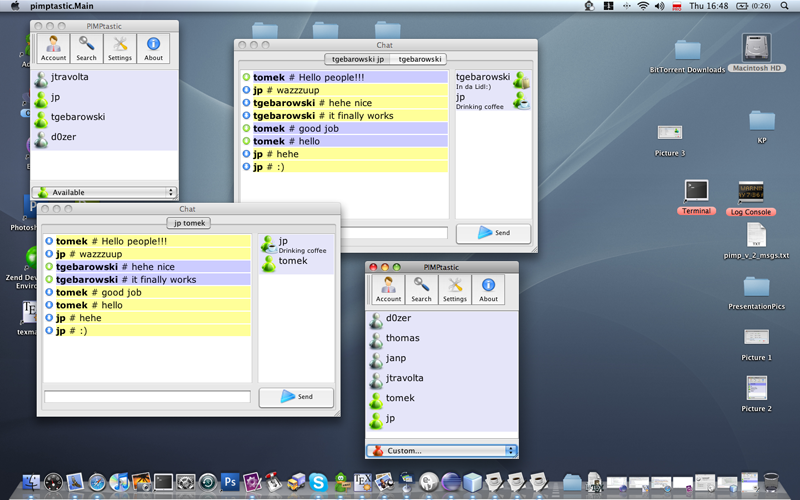 pimptastic.Main
Thu 16:48
(0:26)
PIMPtastic
Account
Search
Settings
About
jtravolta
jp
tgebarowski
d0zer
Available
Chat
tgebarowski jp
tgebarowski
tomek # Hello people!!!
jp # wazzzuup
tgebarowski # hehe nice
tgebarowski # it finally works
tomek # good job
tomek # hello
jp # hehe
jp # :)
tgebarowski
In da Lidl:)
jp
Drinking coffee
Send
Chat
jp tomek
tomek # Hello people!!!
jp # wazzzuup
tgebarowski # hehe nice
tgebarowski # it finally works
tomek # good job
tomek # hello
jp # hehe
jp # :)
jp
Drinking coffee
tomek
Send
PIMPtastic
Account
Search
Settings
About
d0zer
thomas
janp
jtravolta
tomek
jp
Custom...
BitTorrent Downloads
Macintosh HD
Picture 3
KP
Terminal
Log Console
pimp_v_2_msgs.txt
PresentationPics
Picture 1
Picture 2
Photosh
Zend Devel
Environm
texma